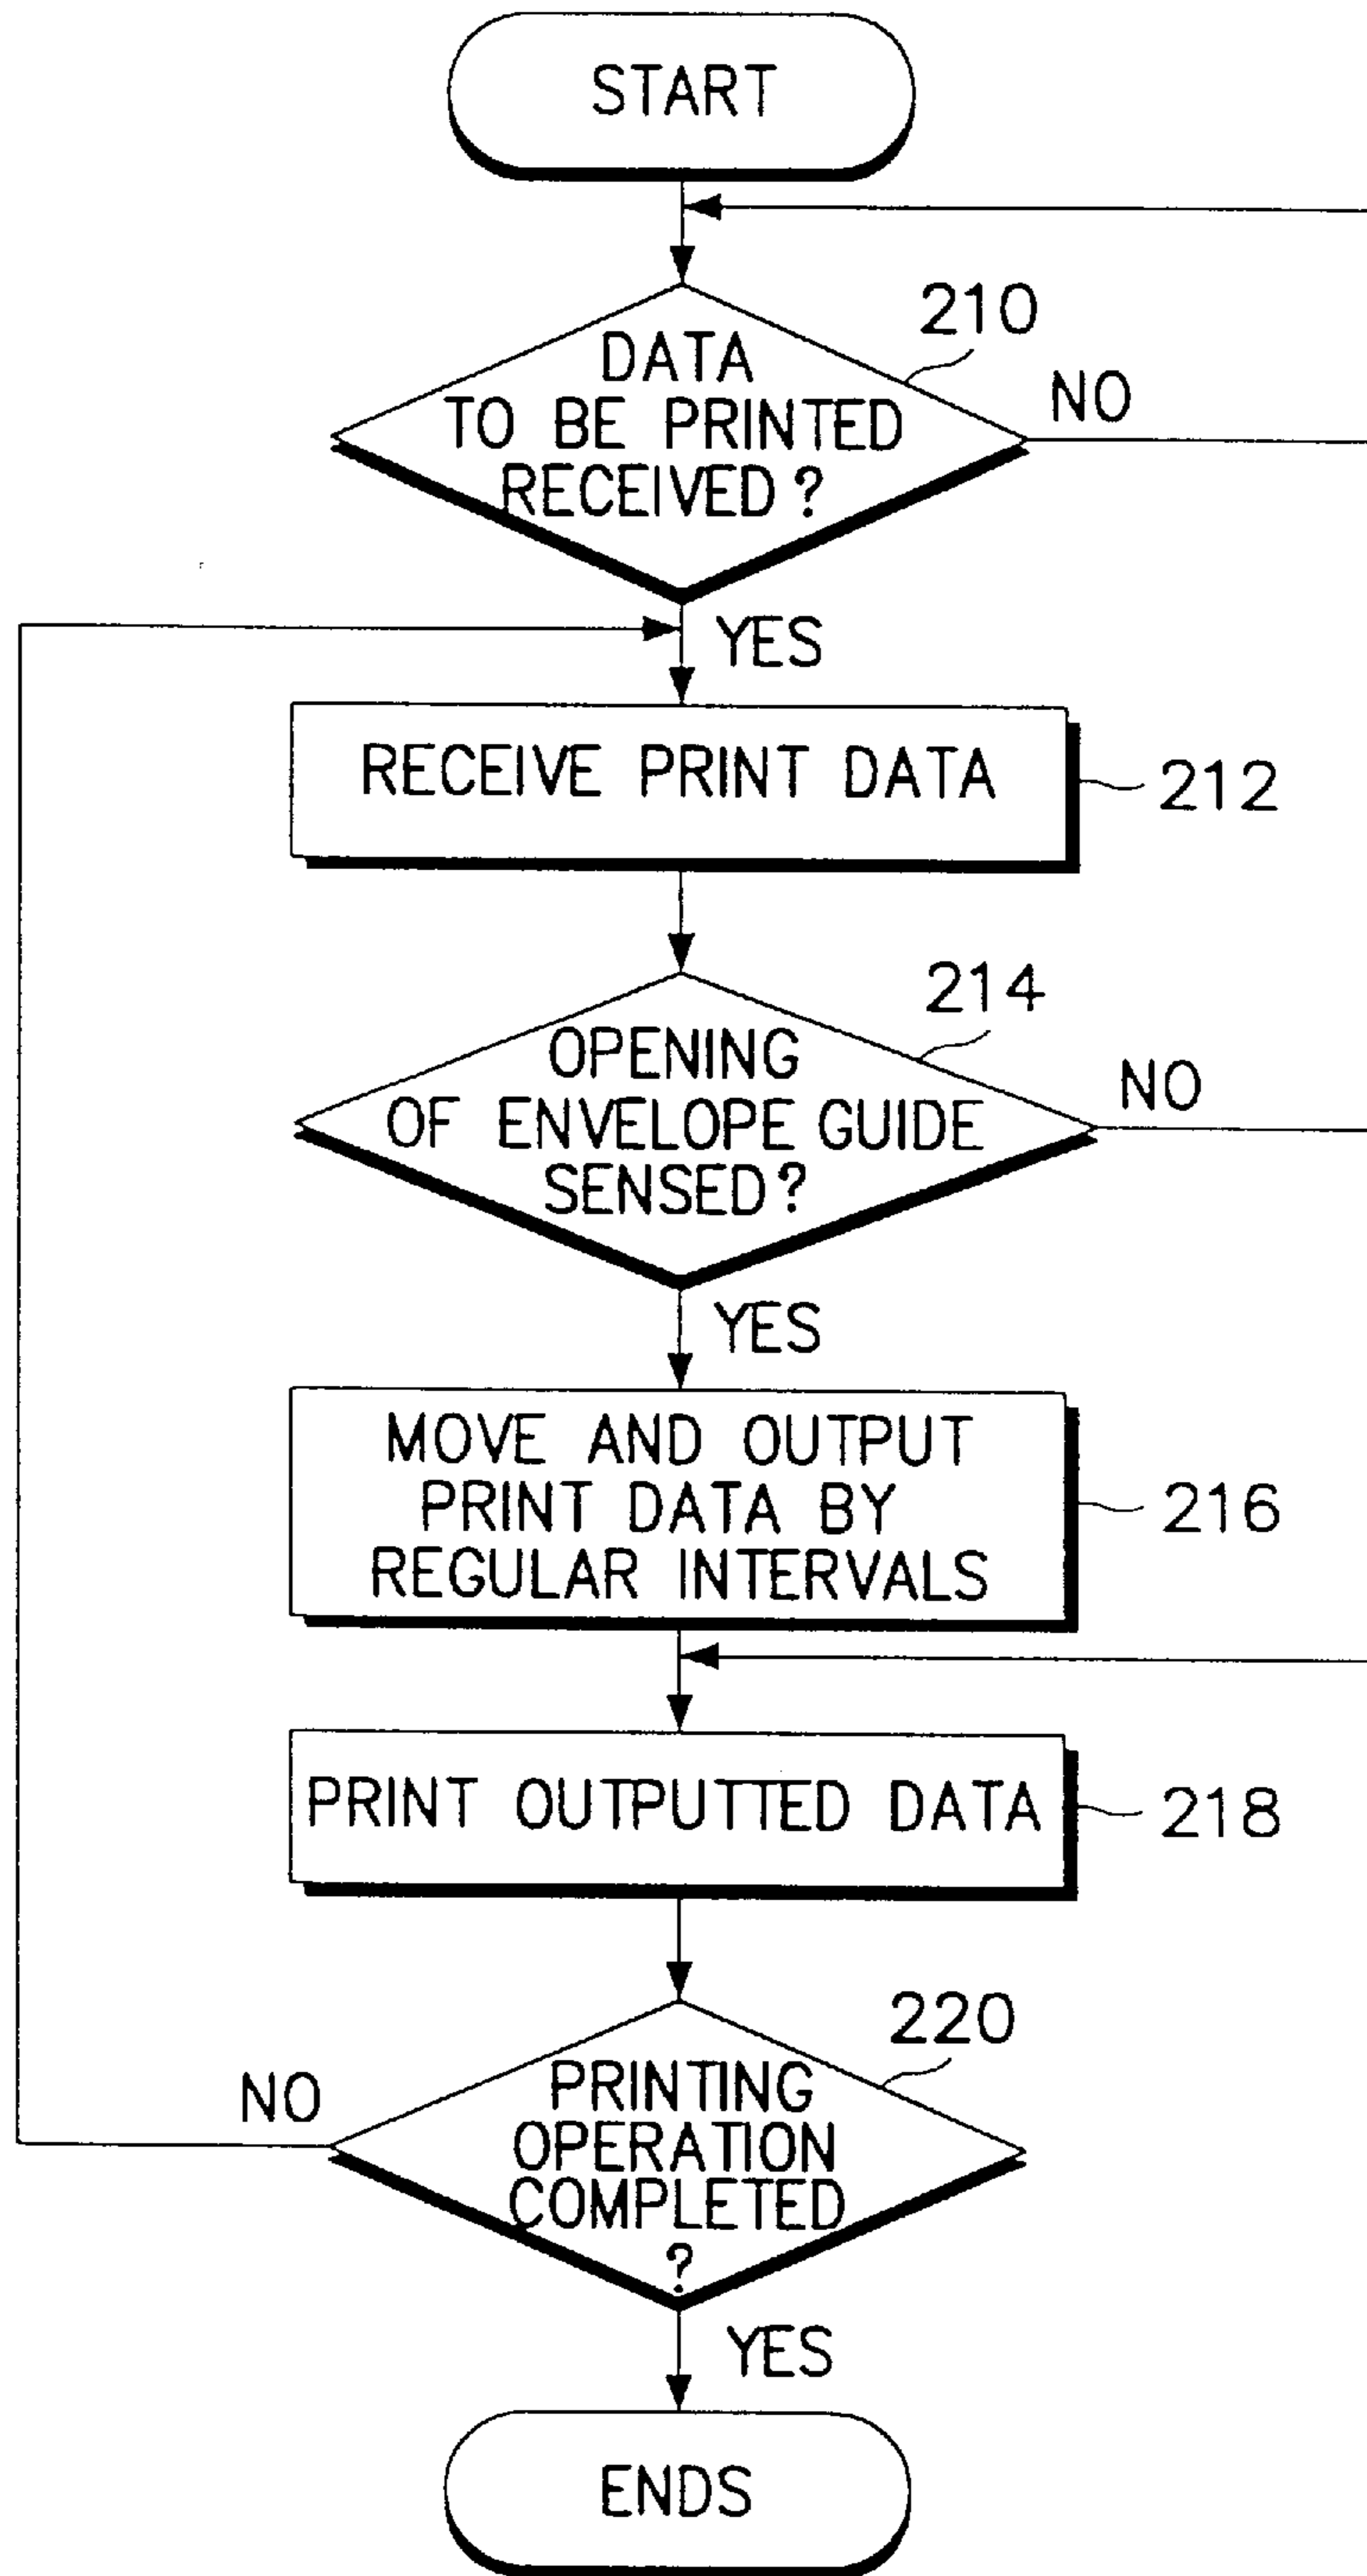 START
210
DATA
TO BE PRINTED
RECEIVED?
NO
YES
RECEIVE PRINT DATA
212
214
OPENING
OF ENVELOPE GUIDE
SENSED?
NO
YES
MOVE AND OUTPUT
PRINT DATA BY
REGULAR INTERVALS
216
PRINT OUTPUTTED DATA
218
220
PRINTING
OPERATION
COMPLETED
?
NO
YES
ENDS